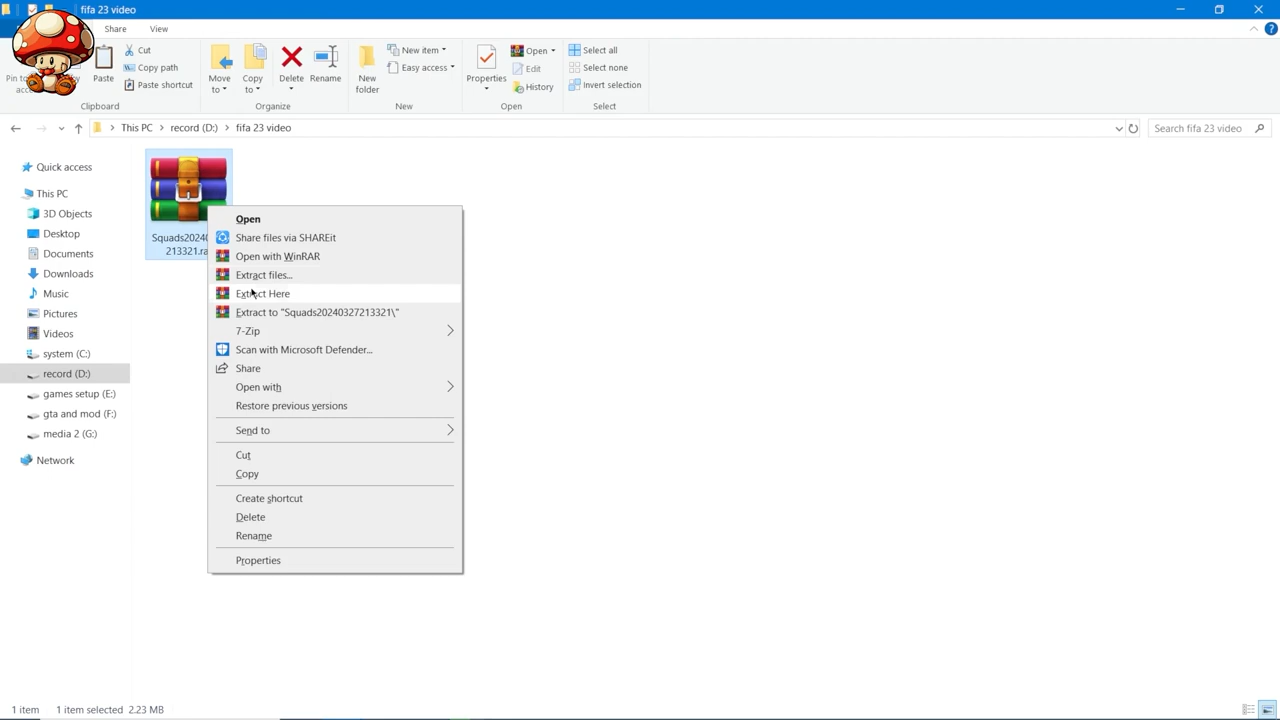 fifa 23 video
Share
View
Cut
Copy path
Paste shortcut
Paste
Clipboard
Move to
Copy to
Delete
Rename
Organize
New folder
New item
Easy access
New
Properties
Open
Edit
History
Open
Select all
Select none
Invert selection
Select
This PC > record (D:) > fifa 23 video
Search fifa 23 video
Quick access
This PC
3D Objects
Desktop
Documents
Downloads
Music
Pictures
Videos
system (C:)
record (D:)
games setup (E:)
gta and mod (F:)
media 2 (G:)
Network
213321.ra
Open
Share files via SHAREit
Open with WinRAR
Extract files...
Extract Here
Extract to "Squads20240327213321\"
7-Zip
Scan with Microsoft Defender...
Share
Open with
Restore previous versions
Send to
Cut
Copy
Create shortcut
Delete
Rename
Properties
1 item
1 item selected 2.23 MB